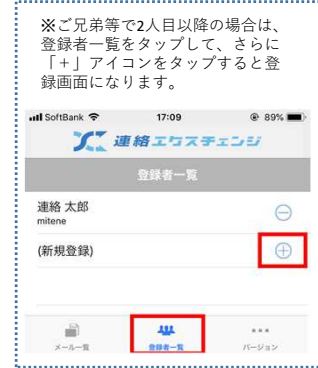 ※ご兄弟等で2人目以降の場合は、
登録者一覧をタップして、さらに
「+」アイコンをタップすると登
録画面になります。
SoftBank 17:09 89%
連絡エクスチェンジ
登録者一覧
連絡 太郎
mitene
(新規登録)
メール一覧 登録者一覧 バージョン